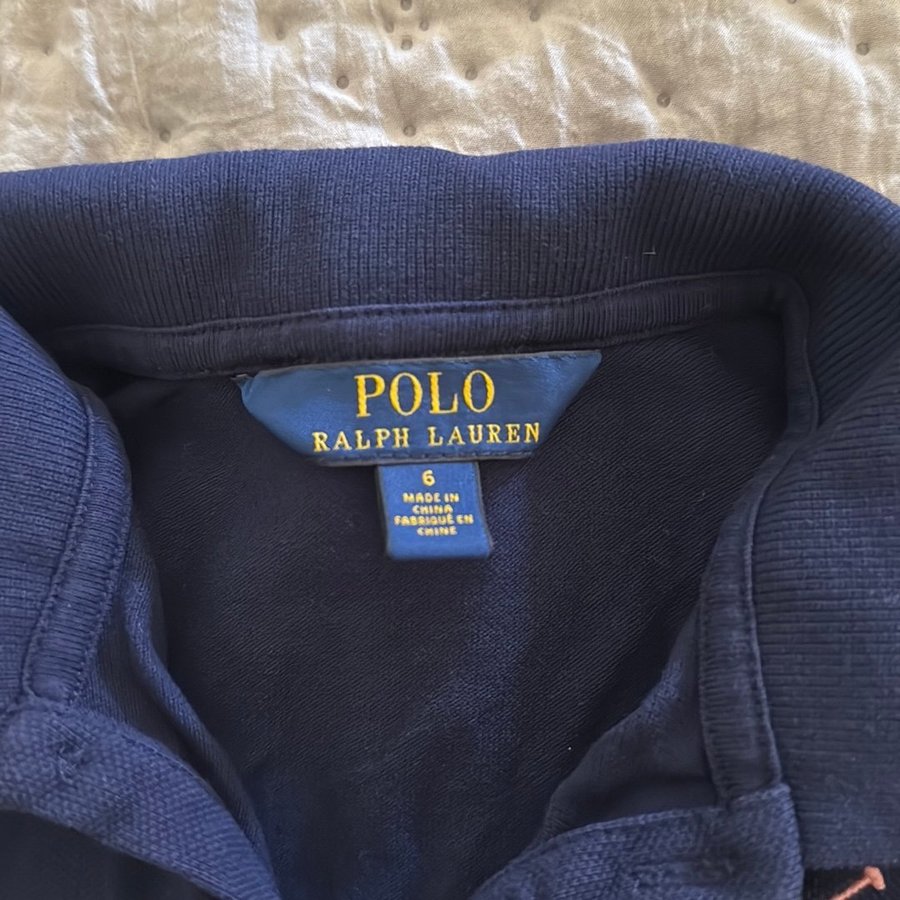 POLO
RALPH LAUREN
6
MADE IN
CHINA
FABRIQUÉ EN
CHINE